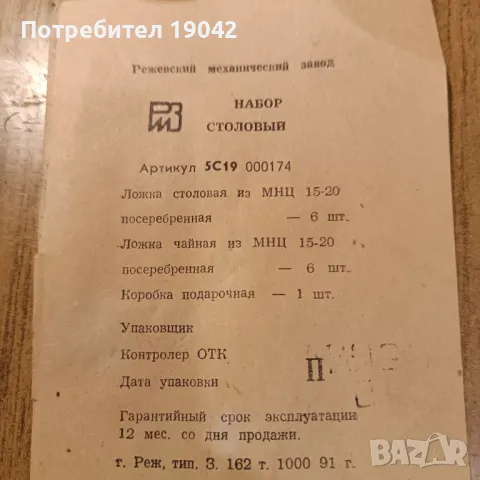 Потребител 19042
Режевский механический завод
РМЗ
НАБОР
СТОЛОВЫЙ
Артикул 5С19 000174
Ложка столовая из МНЦ 15-20
посеребренная — 6 шт.
Ложка чайная из МНЦ 15-20
посеребренная — 6 шт.
Коробка подарочная — 1 шт.
Упаковщик
Контролер ОТК
Дата упаковки П
Гарантийный срок эксплуатации
12 мес. со дня продажи.
г. Реж, тип. З. 162 т. 1000 91 г.
BAZAR